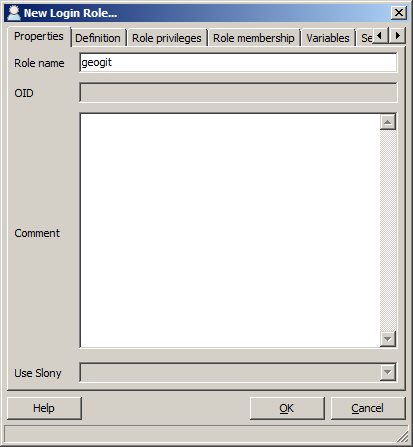 New Login Role...
Properties Definition Role privileges Role membership Variables Se
Role name geogit
OID
Comment
Use Slony
Help OK Cancel